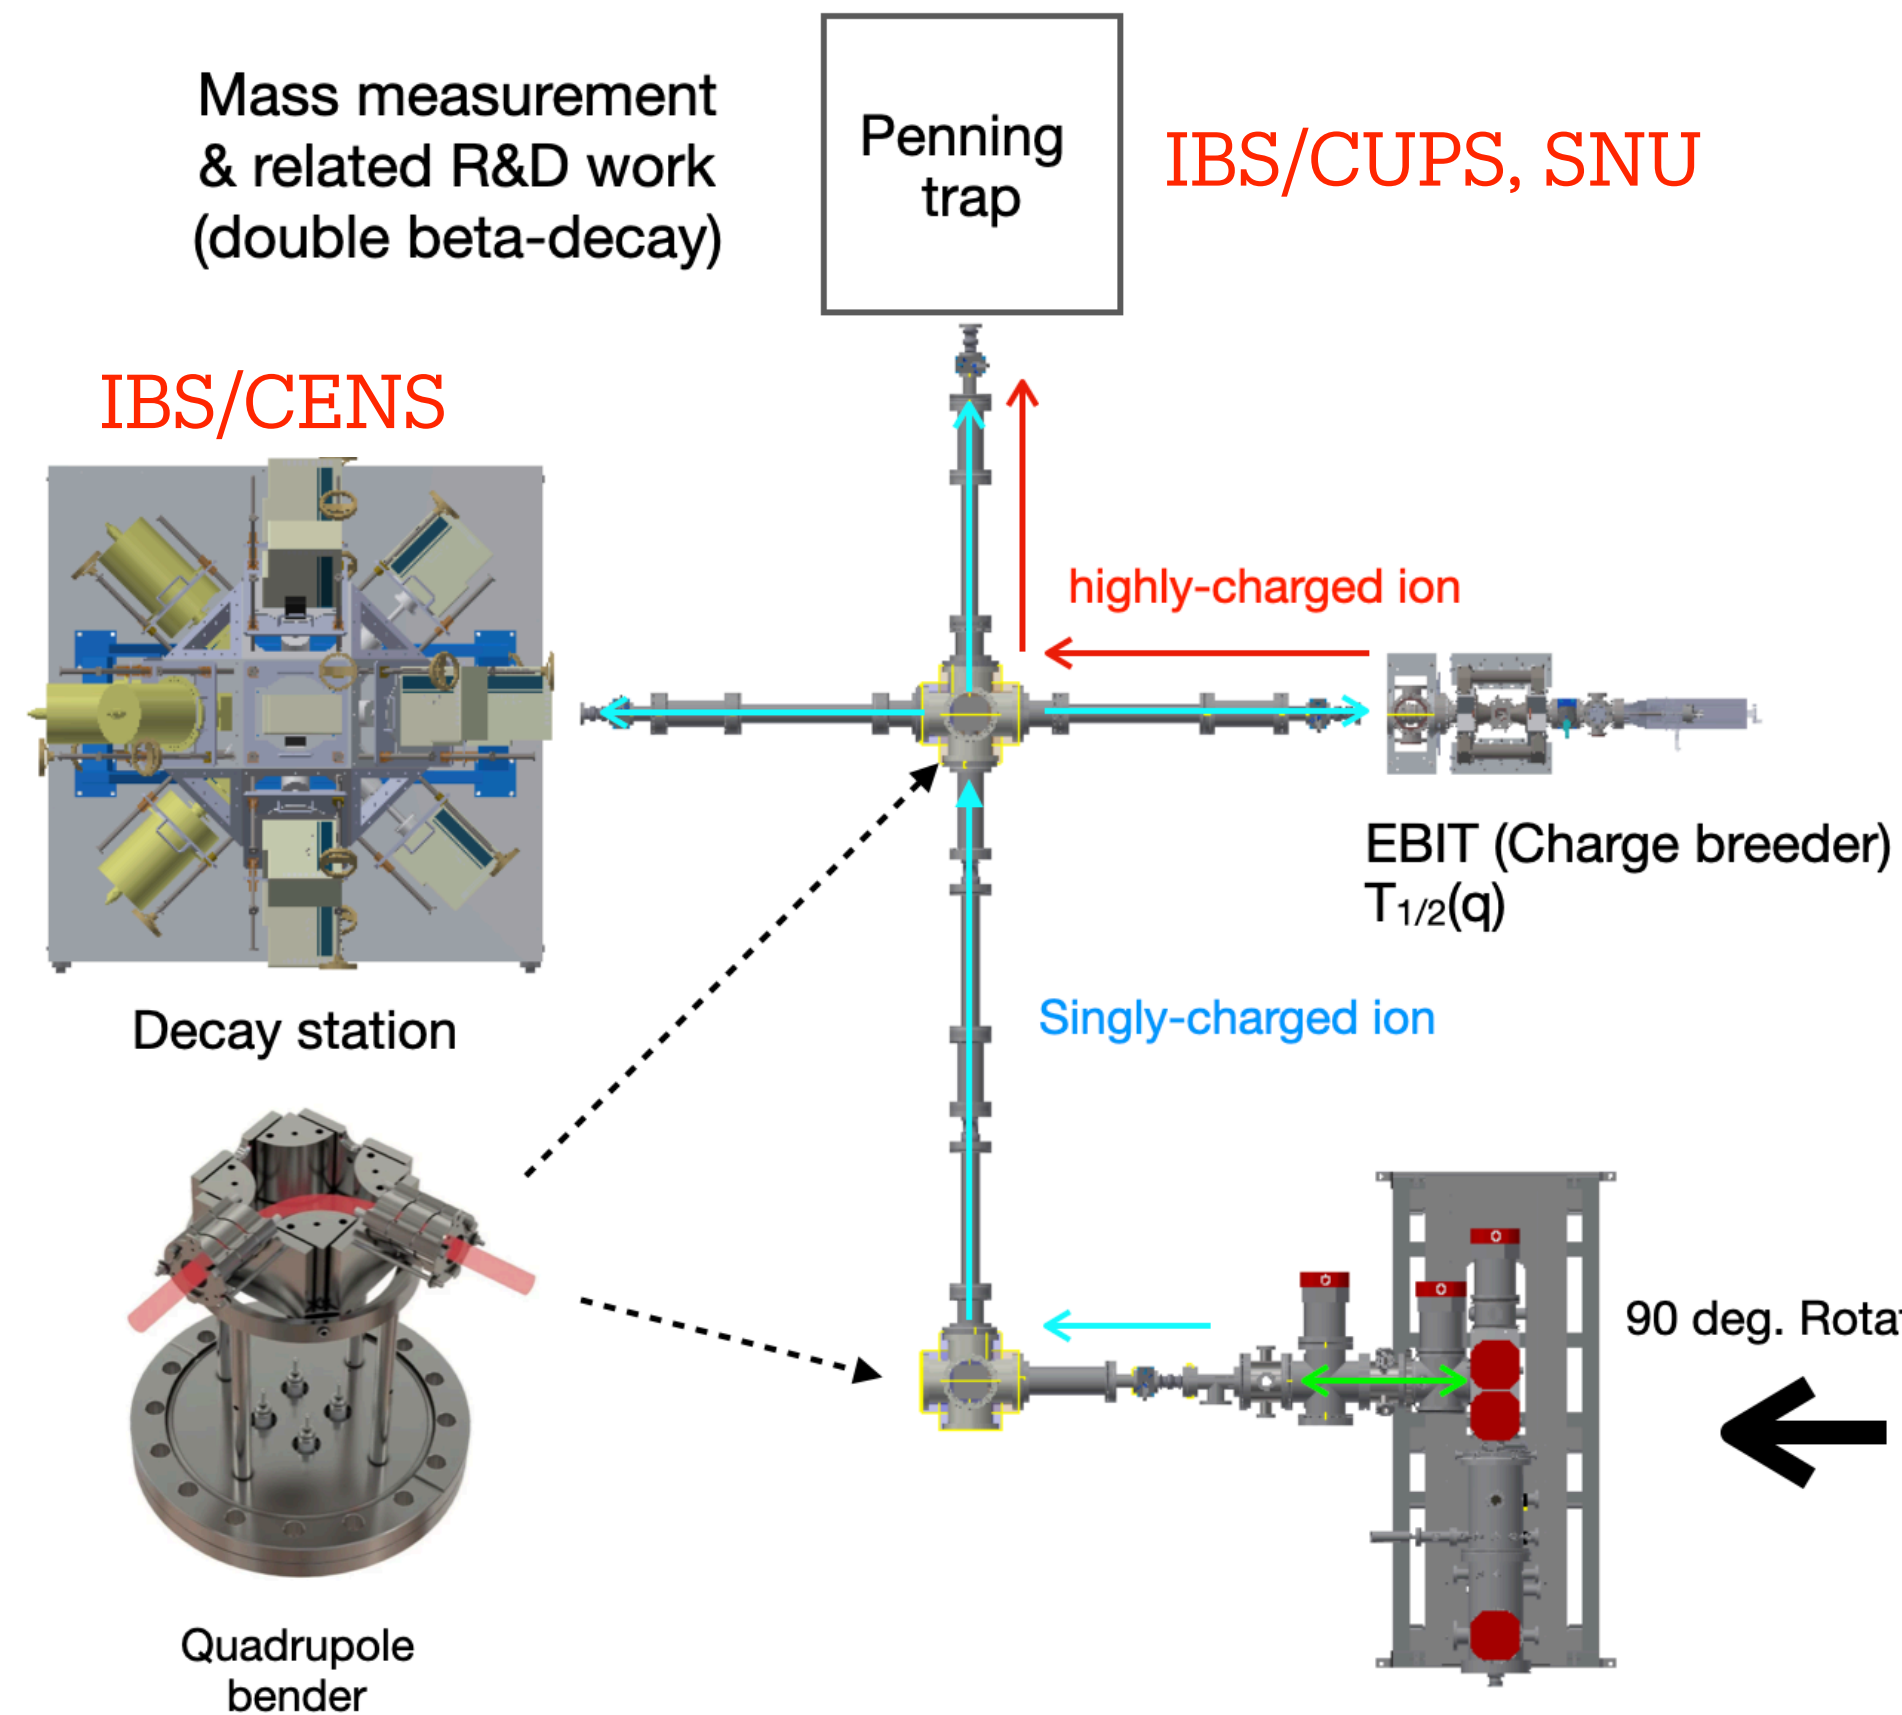 Mass measurement
& related R&D work
(double beta-decay)
Penning
trap
IBS/CUPS, SNU
IBS/CENS
highly-charged ion
EBIT (Charge breeder)
T1/2(q)
Decay station
Singly-charged ion
90 deg.
Quadrupole
bender